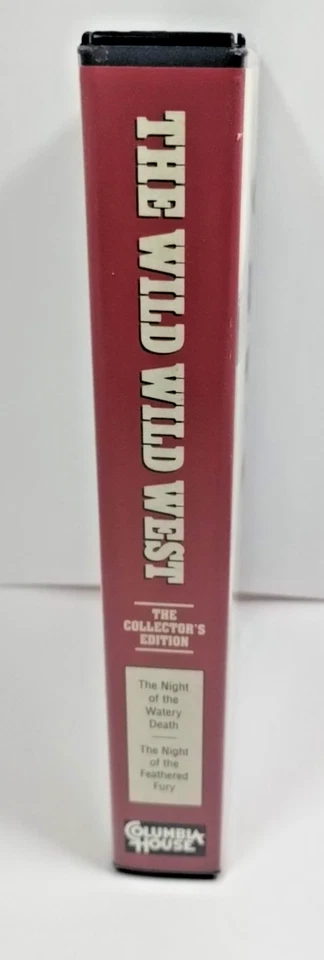 THE WILD WILD WEST
THE
COLLECTOR'S
EDITION
The Night
of the
Watery
Death
The Night
of the
Feathered
Fury
COLUMBIA
HOUSE